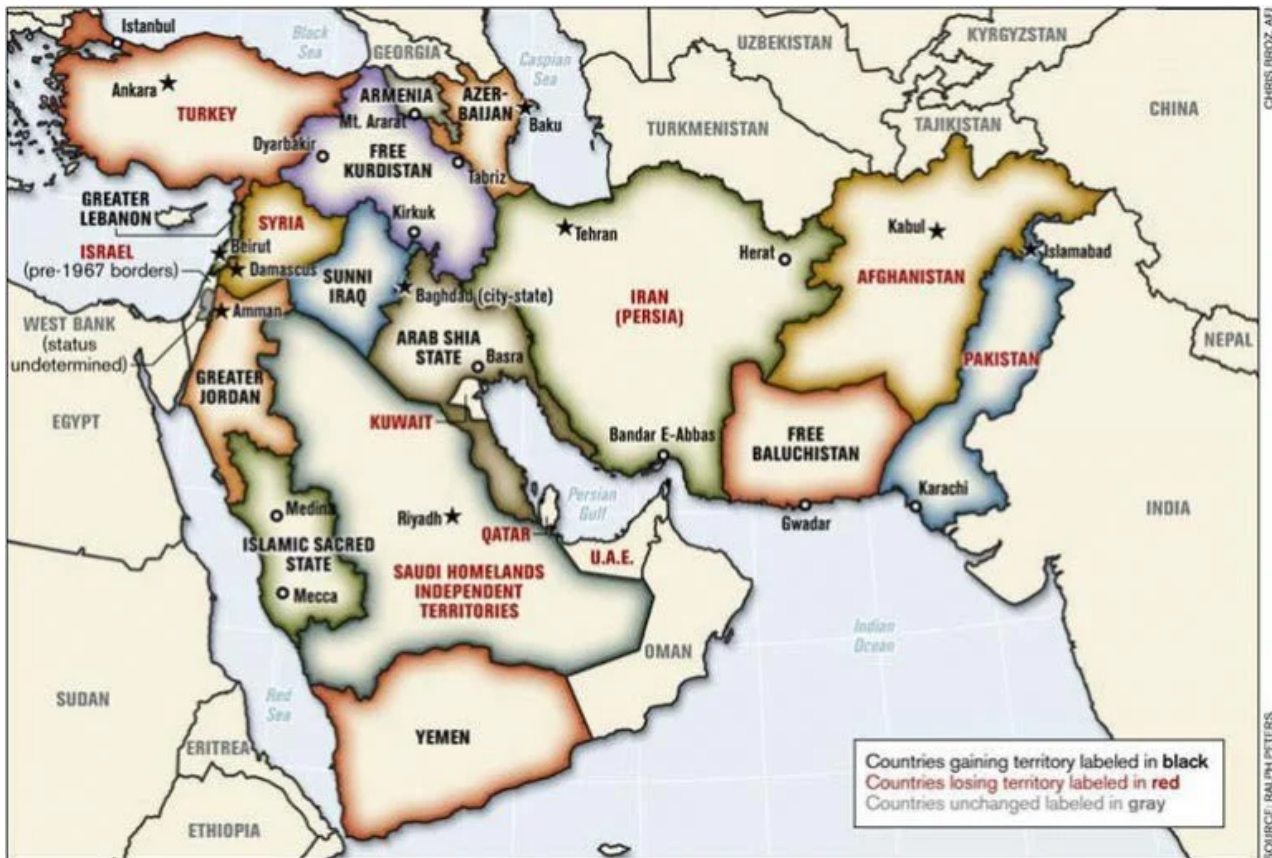 Istanbul
Black
Sea
GEORGIA
Caspian
Sea
UZBEKISTAN
KYRGYZSTAN
CHRIS BROZ, AFJ
Ankara
TURKEY
ARMENIA
Mt. Ararat
AZER-
BAIJAN
Baku
TURKMENISTAN
TAJIKISTAN
CHINA
Dyarbakir
FREE
KURDISTAN
Tabriz
GREATER
LEBANON
SYRIA
Kirkuk
Tehran
Herat
Kabul
Islamabad
ISRAEL
(pre-1967 borders)
Beirut
Damascus
SUNNI
IRAQ
Baghdad (city-state)
IRAN
(PERSIA)
AFGHANISTAN
WEST BANK
(status
undetermined)
Amman
ARAB SHIA
STATE
Basra
PAKISTAN
NEPAL
GREATER
JORDAN
EGYPT
KUWAIT
Bandar E-Abbas
FREE
BALUCHISTAN
Medina
Riyadh
Persian
Gulf
Karachi
Gwadar
INDIA
ISLAMIC SACRED
STATE
QATAR
U.A.E.
Mecca
SAUDI HOMELANDS
INDEPENDENT
TERRITORIES
OMAN
Indian
Ocean
SUDAN
Red
Sea
YEMEN
ERITREA
ETHIOPIA
Countries gaining territory labeled in black
Countries losing territory labeled in red
Countries unchanged labeled in gray
SOURCE: RALPH PETERS